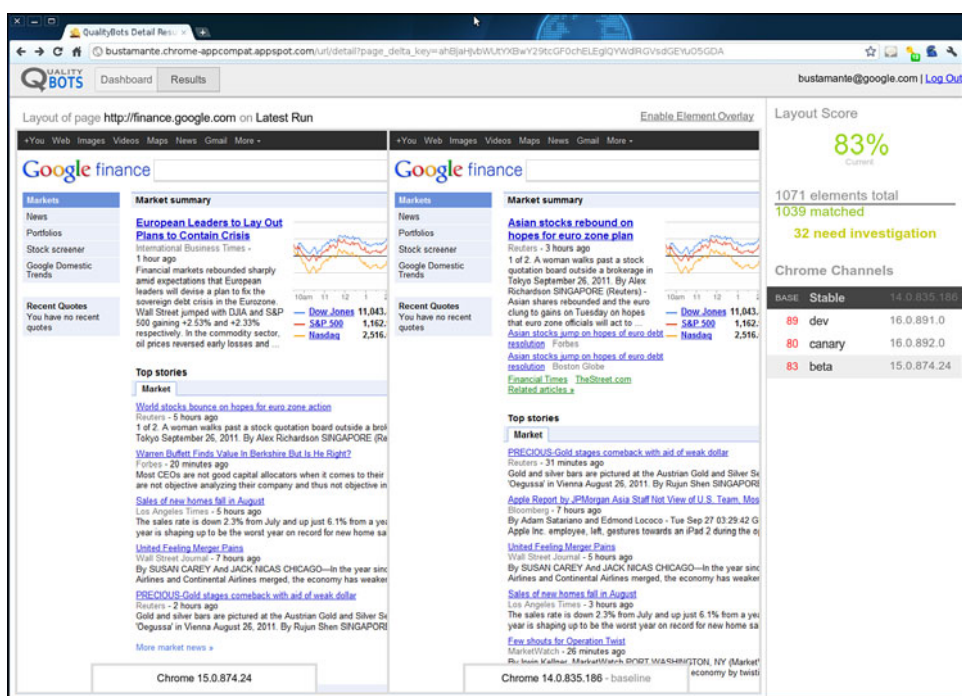 QualityBots Detail Resu
bustamante.chrome-appcompat.appspot.com/url/detail?page_delta_key=
QUALITY BOTS
Dashboard
Results
bustamante@google.com | Log Out
Layout of page http://finance.google.com on Latest Run
Enable Element Overlay
+You Web Images Videos Maps News Gmail More
Google finance
Markets
News
Portfolios
Stock screener
Google Domestic
Trends
Recent Quotes
You have no recent
quotes
Market summary
European Leaders to Lay Out
Plans to Contain Crisis
International Business Times -
1 hour ago
Financial markets rebounded sharply
amid expectations that European
leaders will devise a plan to fix the
sovereign debt crisis in the Eurozone.
Wall Street jumped with DJIA and S&P
500 gaining +2.53% and +2.33%
respectively. In the commodity sector,
oil prices reversed early losses and ...
10am 11 12 1
Dow Jones 11,043.
S&P 500 1,162.
Nasdaq 2,516.
Top stories
Market
World stocks bounce on hopes for euro zone action
Reuters - 5 hours ago
1 of 2. A woman walks past a stock quotation board outside a brok
Tokyo September 26, 2011. By Alex Richardson SINGAPORE (Re
Warren Buffett Finds Value In Berkshire But Is He Right?
Forbes - 20 minutes ago
Most CEOs are not good capital allocators when it comes to their
are not objective analyzing their company and thus not objective in
Sales of new homes fall in August
Los Angeles Times - 5 hours ago
The sales rate is down 2.3% from July and up just 6.1% from a yea
year is shaping up to be the worst year on record for new home sa
United Feeling Merger Pains
Wall Street Journal - 7 hours ago
By SUSAN CAREY And JACK NICAS CHICAGO—In the year sinc
Airlines and Continental Airlines merged, the economy has weaker
PRECIOUS-Gold stages comeback with aid of weak dollar
Reuters - 2 hours ago
Gold and silver bars are pictured at the Austrian Gold and Silver Se
'Oegussa' in Vienna August 26, 2011. By Rujun Shen SINGAPORE
More market news »
Chrome 15.0.874.24
+You Web Images Videos Maps News Gmail More
Google finance
Markets
News
Portfolios
Stock screener
Google Domestic
Trends
Recent Quotes
You have no recent
quotes
Market summary
Asian stocks rebound on
hopes for euro zone plan
Reuters - 3 hours ago
1 of 2. A woman walks past a stock
quotation board outside a brokerage in
Tokyo September 26, 2011. By Alex
Richardson SINGAPORE (Reuters) -
Asian shares rebounded and the euro
clung to gains on Tuesday on hopes
that euro zone officials will act to ...
Asian stocks jump on hopes of euro debt
resolution Forbes
Asian stocks jump on hopes of euro debt
resolution Boston Globe
Financial Times TheStreet.com
Related articles »
10am 11 12 1
Dow Jones 11,043.
S&P 500 1,162.
Nasdaq 2,516.
Top stories
Market
PRECIOUS-Gold stages comeback with aid of weak dollar
Reuters - 31 minutes ago
Gold and silver bars are pictured at the Austrian Gold and Silver Se
'Oegussa' in Vienna August 26, 2011. By Rujun Shen SINGAPORE
Apple Report by JPMorgan Asia Staff Not View of U.S. Team, Mos
Bloomberg - 7 hours ago
By Adam Satariano and Edmond Lococo - Tue Sep 27 03:29:42 G
Apple Inc. employee, left, gestures towards an iPad 2 during the op
United Feeling Merger Pains
Wall Street Journal - 5 hours ago
By SUSAN CAREY And JACK NICAS CHICAGO—In the year sinc
Airlines and Continental Airlines merged, the economy has weaker
Sales of new homes fall in August
Los Angeles Times - 3 hours ago
The sales rate is down 2.3% from July and up just 6.1% from a yea
year is shaping up to be the worst year on record for new home sa
Few shouts for Operation Twist
MarketWatch - 26 minutes ago
By Irwin Kellner, MarketWatch PORT WASHINGTON, NY (Market
economy by twisti
Chrome 14.0.835.186 - baseline
Layout Score
83%
Current
1071 elements total
1039 matched
32 need investigation
Chrome Channels
BASE Stable 14.0.835.186
89 dev 16.0.891.0
80 canary 16.0.892.0
83 beta 15.0.874.24